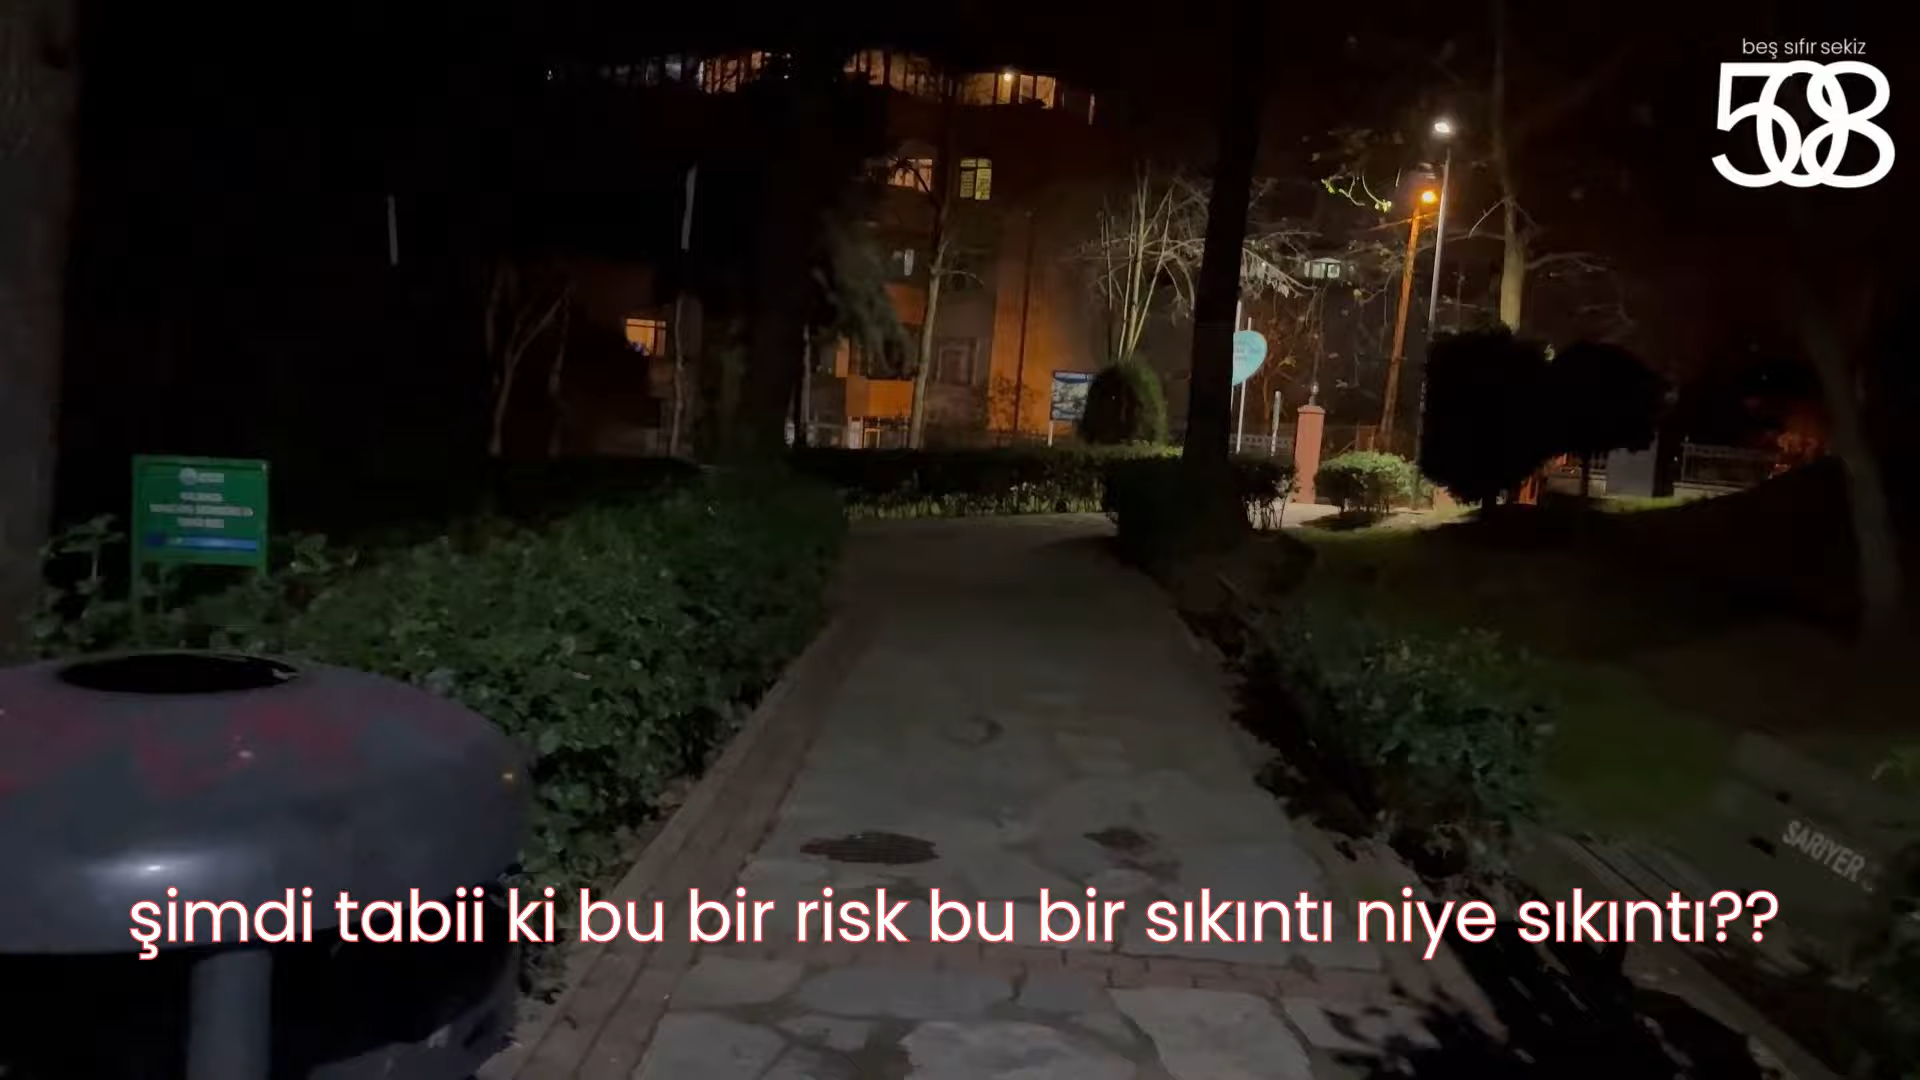 beş sıfır sekiz
508
SARIYER
şimdi tabii ki bu bir risk bu bir sıkıntı niye sıkıntı??